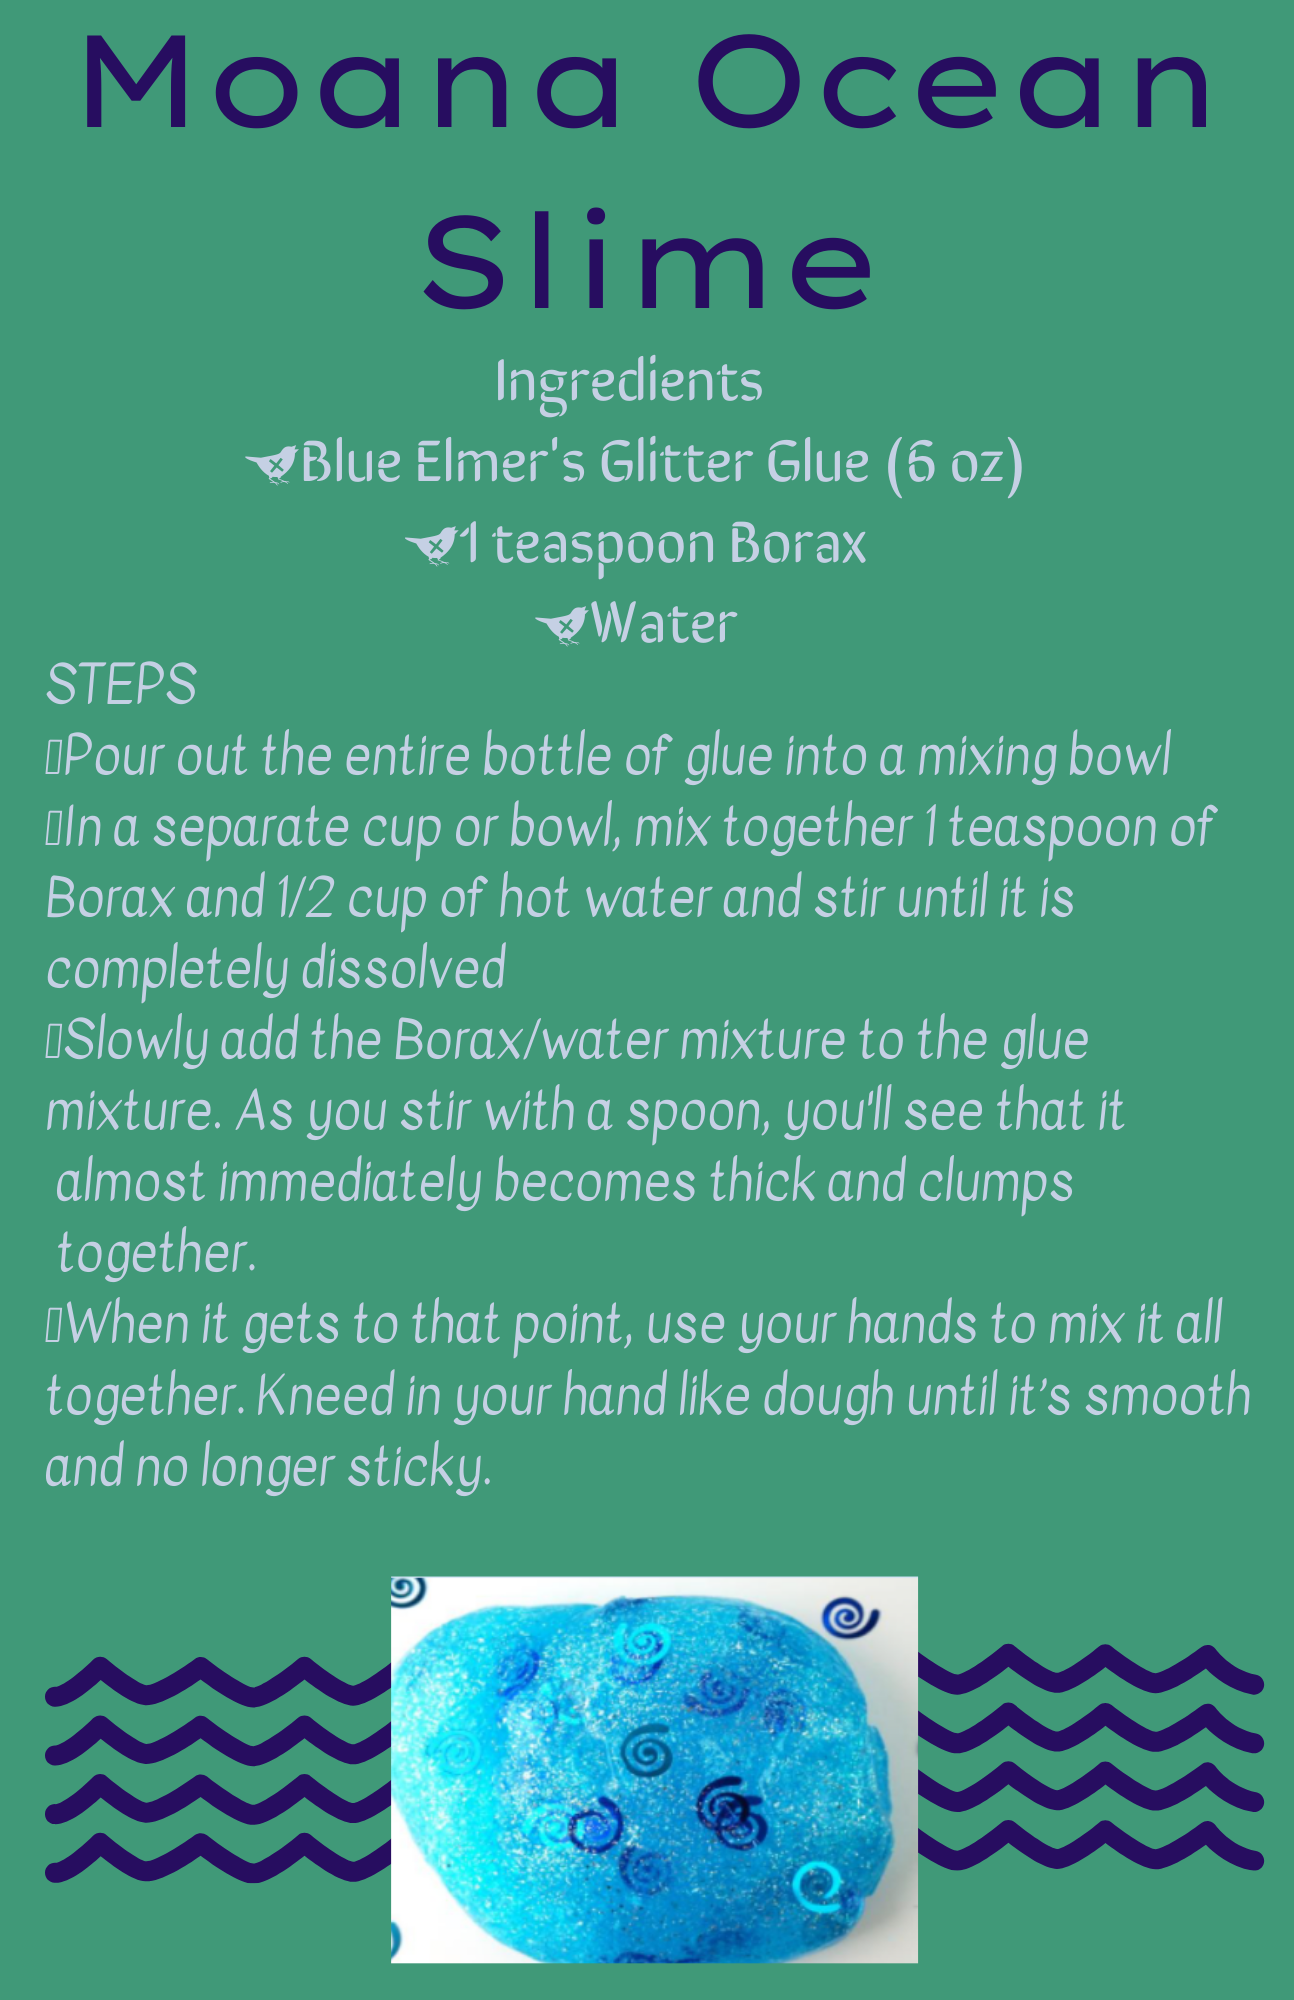 Moana Ocean
Slime
Ingredients
Blue Elmer's Glitter Glue (6 oz)
1 teaspoon Borax
Water
STEPS
Pour out the entire bottle of glue into a mixing bowl
In a separate cup or bowl, mix together 1 teaspoon of
Borax and 1/2 cup of hot water and stir until it is
completely dissolved
Slowly add the Borax/water mixture to the glue
mixture. As you stir with a spoon, you'll see that it
almost immediately becomes thick and clumps
together.
When it gets to that point, use your hands to mix it all
together. Kneed in your hand like dough until it’s smooth
and no longer sticky.